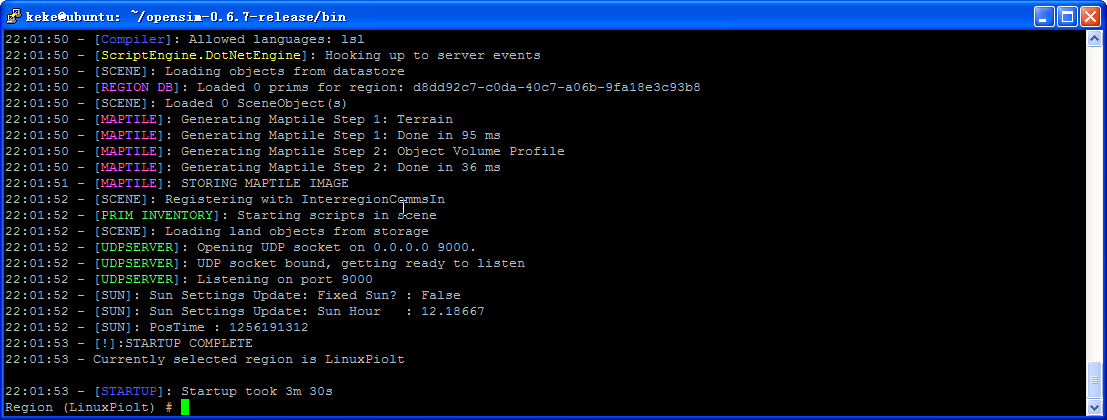 keke@ubuntu: ~/opensim-0.6.7-release/bin
22:01:50 - [Compiler]: Allowed languages: lsl
22:01:50 - [ScriptEngine.DotNetEngine]: Hooking up to server events
22:01:50 - [SCENE]: Loading objects from datastore
22:01:50 - [REGION DB]: Loaded 0 prims for region: d8dd92c7-c0da-40c7-a06b-9fa18e3c93b8
22:01:50 - [SCENE]: Loaded 0 SceneObject(s)
22:01:50 - [MAPTILE]: Generating Maptile Step 1: Terrain
22:01:50 - [MAPTILE]: Generating Maptile Step 1: Done in 95 ms
22:01:50 - [MAPTILE]: Generating Maptile Step 2: Object Volume Profile
22:01:50 - [MAPTILE]: Generating Maptile Step 2: Done in 36 ms
22:01:51 - [MAPTILE]: STORING MAPTILE IMAGE
22:01:52 - [SCENE]: Registering with InterregionCommsIn
22:01:52 - [PRIM INVENTORY]: Starting scripts in scene
22:01:52 - [SCENE]: Loading land objects from storage
22:01:52 - [UDPSERVER]: Opening UDP socket on 0.0.0.0 9000.
22:01:52 - [UDPSERVER]: UDP socket bound, getting ready to listen
22:01:52 - [UDPSERVER]: Listening on port 9000
22:01:52 - [SUN]: Sun Settings Update: Fixed Sun? : False
22:01:52 - [SUN]: Sun Settings Update: Sun Hour   : 12.18667
22:01:52 - [SUN]: PosTime : 1256191312
22:01:53 - [!]:STARTUP COMPLETE
22:01:53 - Currently selected region is LinuxPiolt
22:01:53 - [STARTUP]: Startup took 3m 30s
Region (LinuxPiolt) #